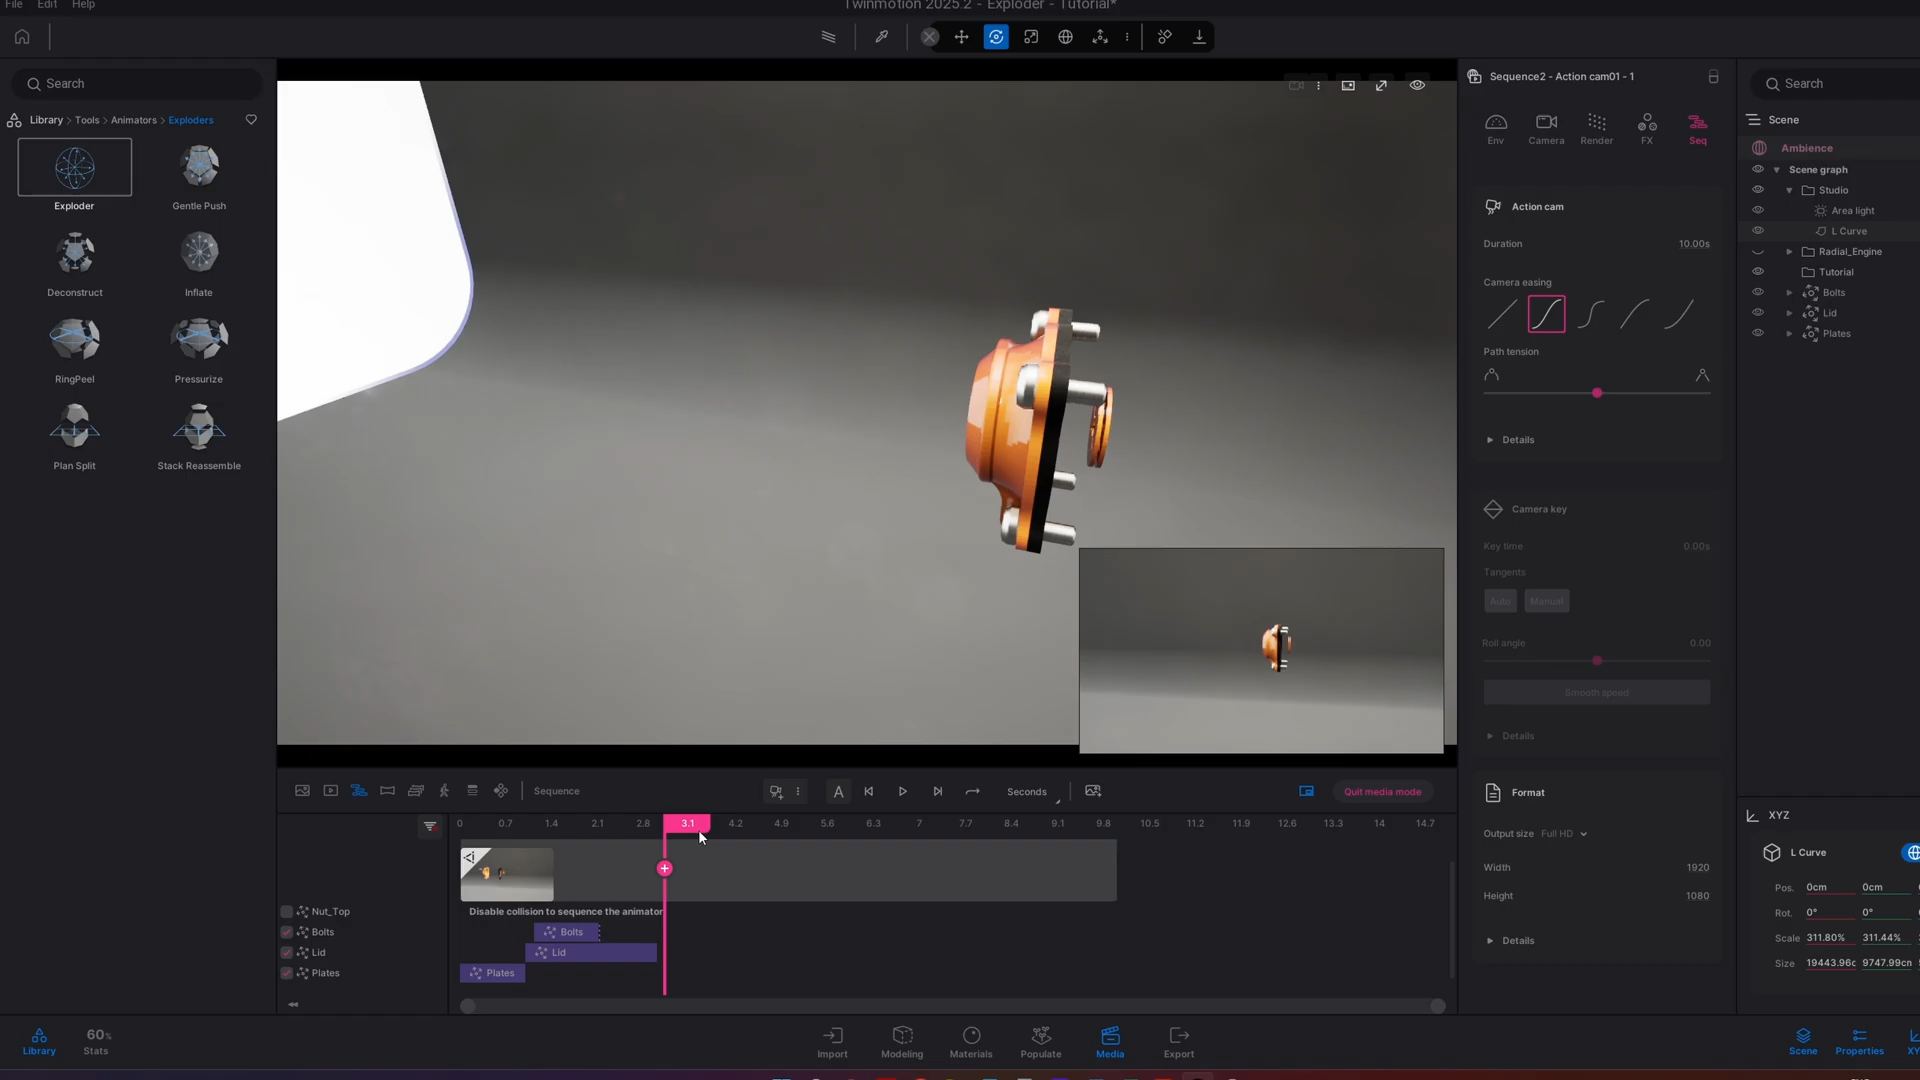 File Edit Help
Twinmotion 2025.2 - Exploder - Tutorial*
Search
Library > Tools > Animators > Exploders
Exploder
Gentle Push
Deconstruct
Inflate
RingPeel
Pressurize
Plan Split
Stack Reassemble
Sequence2 - Action cam01 - 1
Env
Camera
Render
FX
Seq
Action cam
Duration 10.00s
Camera easing
Path tension
Details
Camera key
Key time 0.00s
Tangents
Auto Manual
Roll angle 0.00
Smooth speed
Details
Format
Output size Full HD
Width 1920
Height 1080
Details
Search
Scene
Ambience
Scene graph
Studio
Area light
L Curve
Radial_Engine
Tutorial
Bolts
Lid
Plates
XYZ
L Curve
Pos. 0cm 0cm
Rot. 0° 0°
Scale 311.80% 311.44%
Size 19443.96c 9747.99cn
Sequence
A
Seconds
Quit media mode
0 0.7 1.4 2.1 2.8 3.1 4.2 4.9 5.6 6.3 7 7.7 8.4 9.1 9.8 10.5 11.2 11.9 12.6 13.3 14 14.7
Nut_Top Disable collision to sequence the animator
Bolts Bolts
Lid Lid
Plates Plates
Library
60%
Stats
Import
Modeling
Materials
Populate
Media
Export
Scene
Properties
XY